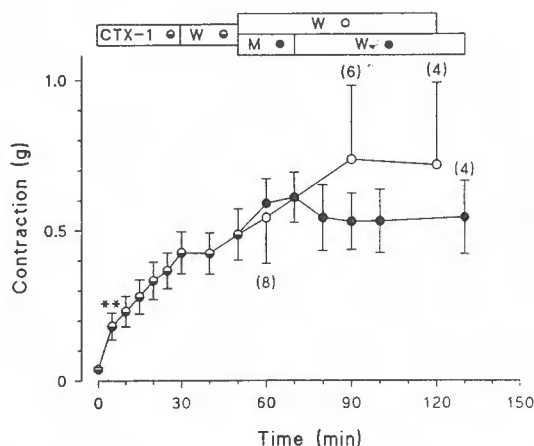 W
CTX-1 W
M W
1.0
(6) (4)
(4)
Contraction (g)
0.5
**
(8)
0
0 30 60 90 120 150
Time (min)